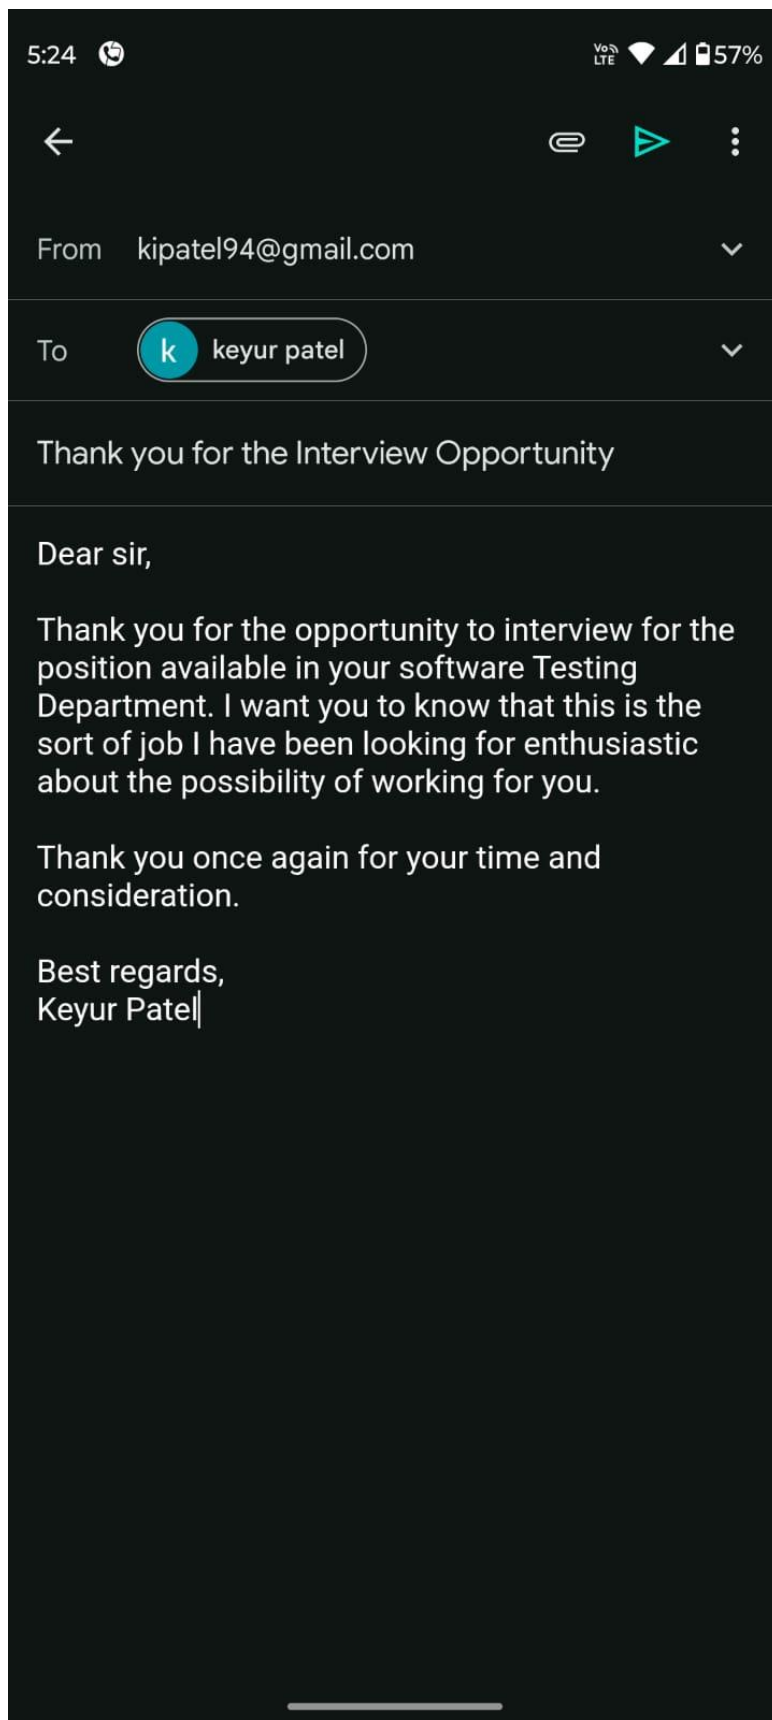 5:24 Vo LTE 57%
From kipatel94@gmail.com
To k keyur patel
Thank you for the Interview Opportunity
Dear sir,
Thank you for the opportunity to interview for the
position available in your software Testing
Department. I want you to know that this is the
sort of job I have been looking for enthusiastic
about the possibility of working for you.
Thank you once again for your time and
consideration.
Best regards,
Keyur Patel